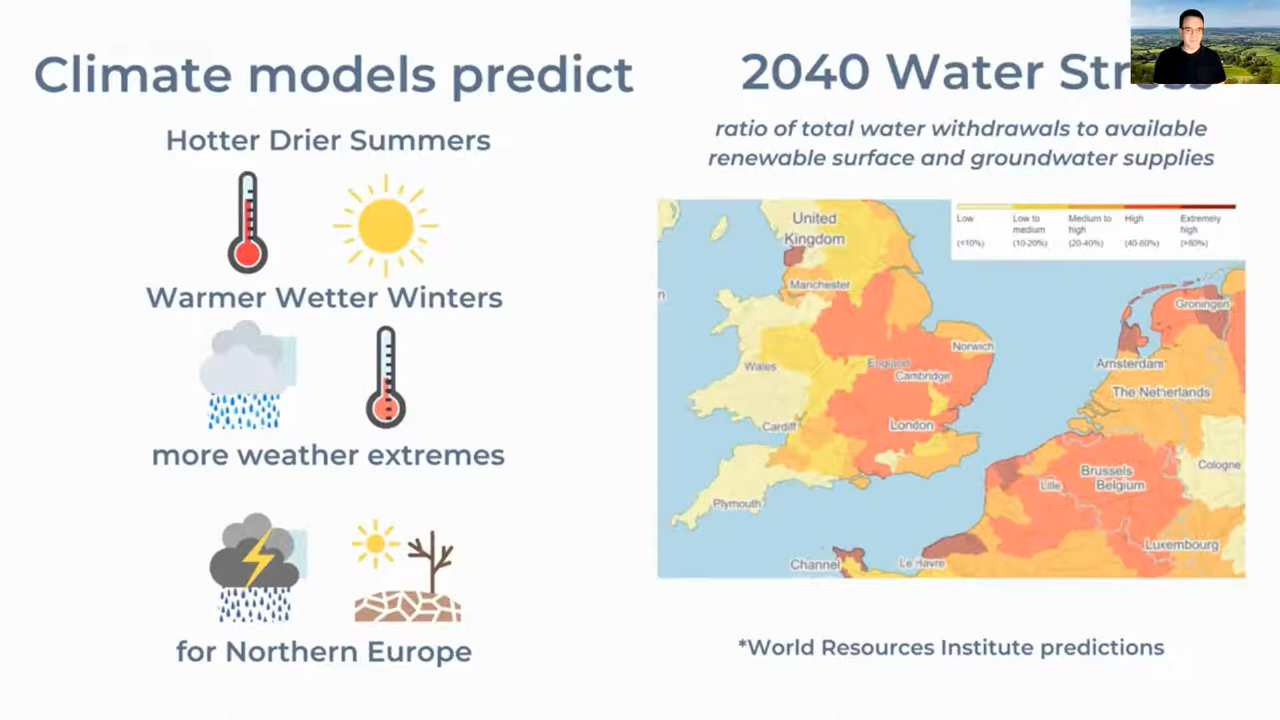 Climate models predict
Hotter Drier Summers
Warmer Wetter Winters
more weather extremes
for Northern Europe
2040 Water Stress
ratio of total water withdrawals to available
renewable surface and groundwater supplies
Low
(<10%)
Low to
medium
(10-20%)
Medium to
high
(20-40%)
High
(40-80%)
Extremely
high
(>80%)
United
Kingdom
Manchester
Groningen
Norwich
England
Wales
Cambridge
Amsterdam
The Netherlands
Cardiff
London
Cologne
Brussels
Belgium
Lille
Plymouth
Luxembourg
Channel
Le Havre
*World Resources Institute predictions